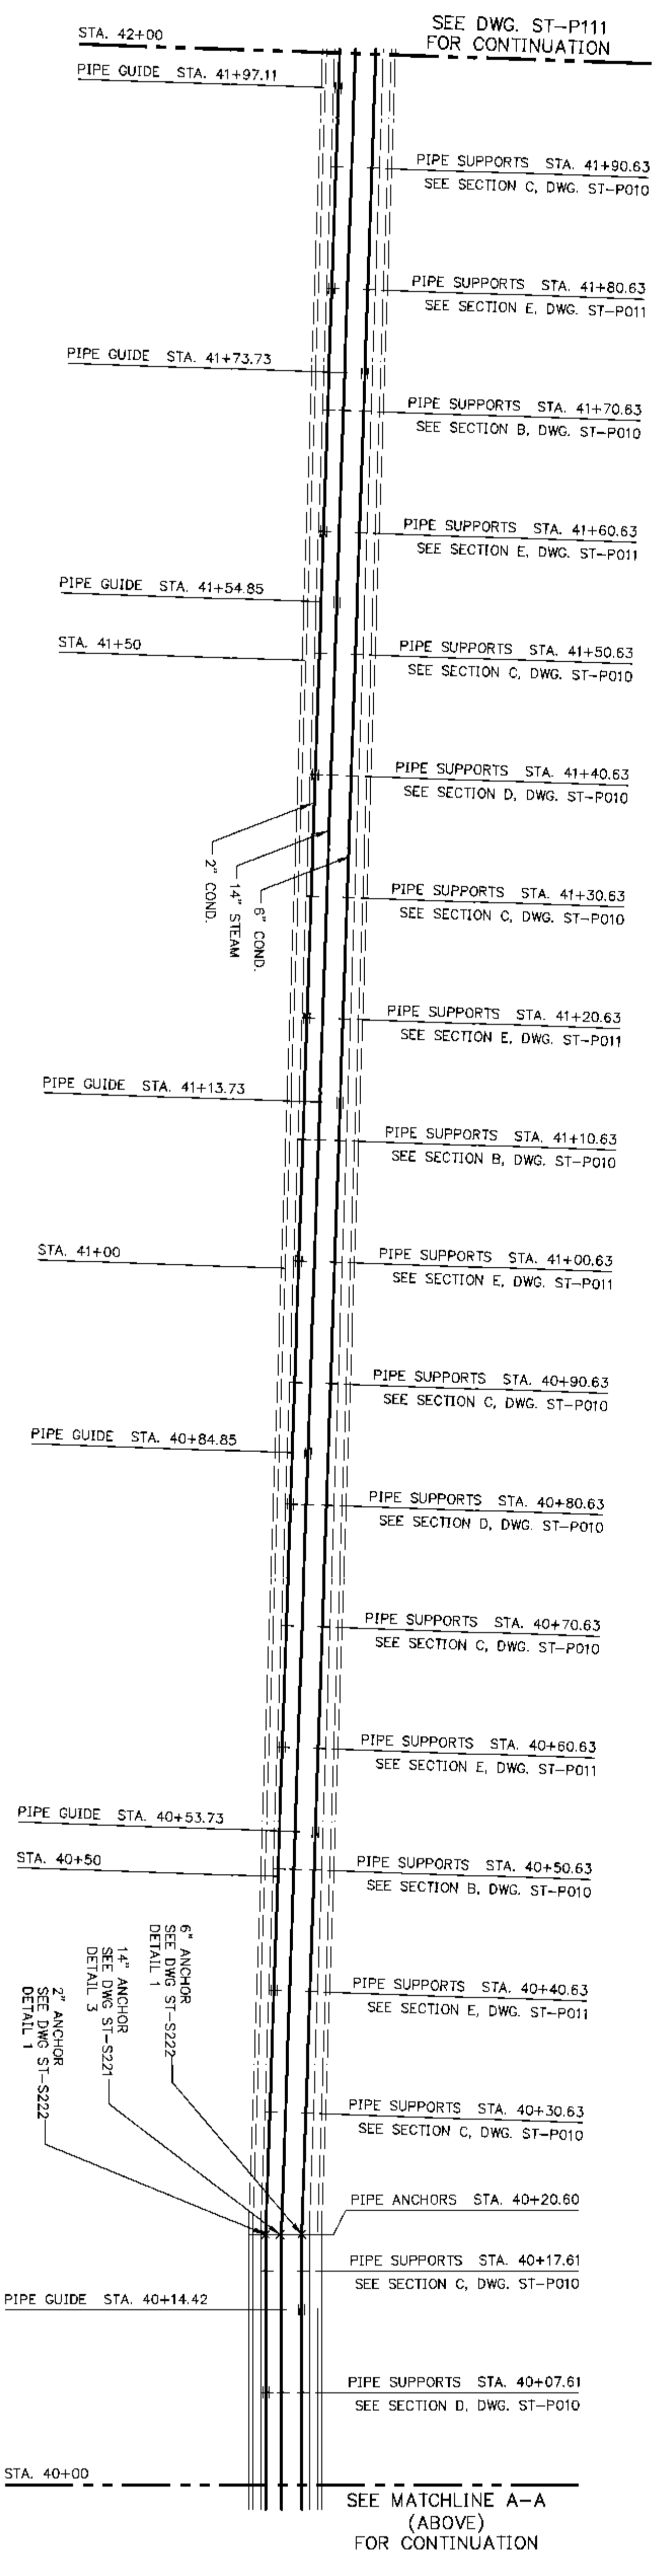 STA. 42+00
SEE DWG. ST-P111
FOR CONTINUATION
PIPE GUIDE STA. 41+97.11
PIPE SUPPORTS STA. 41+90.63
SEE SECTION C, DWG. ST-P010
PIPE SUPPORTS STA. 41+80.63
SEE SECTION E, DWG. ST-P011
PIPE GUIDE STA. 41+73.73
PIPE SUPPORTS STA. 41+70.63
SEE SECTION B, DWG. ST-P010
PIPE SUPPORTS STA. 41+60.63
SEE SECTION E, DWG. ST-P011
PIPE GUIDE STA. 41+54.85
STA. 41+50
PIPE SUPPORTS STA. 41+50.63
SEE SECTION C, DWG. ST-P010
PIPE SUPPORTS STA. 41+40.63
SEE SECTION D, DWG. ST-P010
2" COND.
14" STEAM
6" COND.
PIPE SUPPORTS STA. 41+30.63
SEE SECTION C, DWG. ST-P010
PIPE SUPPORTS STA. 41+20.63
SEE SECTION E, DWG. ST-P011
PIPE GUIDE STA. 41+13.73
PIPE SUPPORTS STA. 41+10.63
SEE SECTION B, DWG. ST-P010
STA. 41+00
PIPE SUPPORTS STA. 41+00.63
SEE SECTION E, DWG. ST-P011
PIPE SUPPORTS STA. 40+90.63
SEE SECTION C, DWG. ST-P010
PIPE GUIDE STA. 40+84.85
PIPE SUPPORTS STA. 40+80.63
SEE SECTION D, DWG. ST-P010
PIPE SUPPORTS STA. 40+70.63
SEE SECTION C, DWG. ST-P010
PIPE SUPPORTS STA. 40+60.63
SEE SECTION E, DWG. ST-P011
PIPE GUIDE STA. 40+53.73
STA. 40+50
PIPE SUPPORTS STA. 40+50.63
SEE SECTION B, DWG. ST-P010
6" ANCHOR
SEE DWG ST-S222
DETAIL 1
14" ANCHOR
SEE DWG ST-S221
DETAIL 3
2" ANCHOR
SEE DWG ST-S222
DETAIL 1
PIPE SUPPORTS STA. 40+40.63
SEE SECTION E, DWG. ST-P011
PIPE SUPPORTS STA. 40+30.63
SEE SECTION C, DWG. ST-P010
PIPE ANCHORS STA. 40+20.60
PIPE SUPPORTS STA. 40+17.61
SEE SECTION C, DWG. ST-P010
PIPE GUIDE STA. 40+14.42
PIPE SUPPORTS STA. 40+07.61
SEE SECTION D, DWG. ST-P010
STA. 40+00
SEE MATCHLINE A-A
(ABOVE)
FOR CONTINUATION